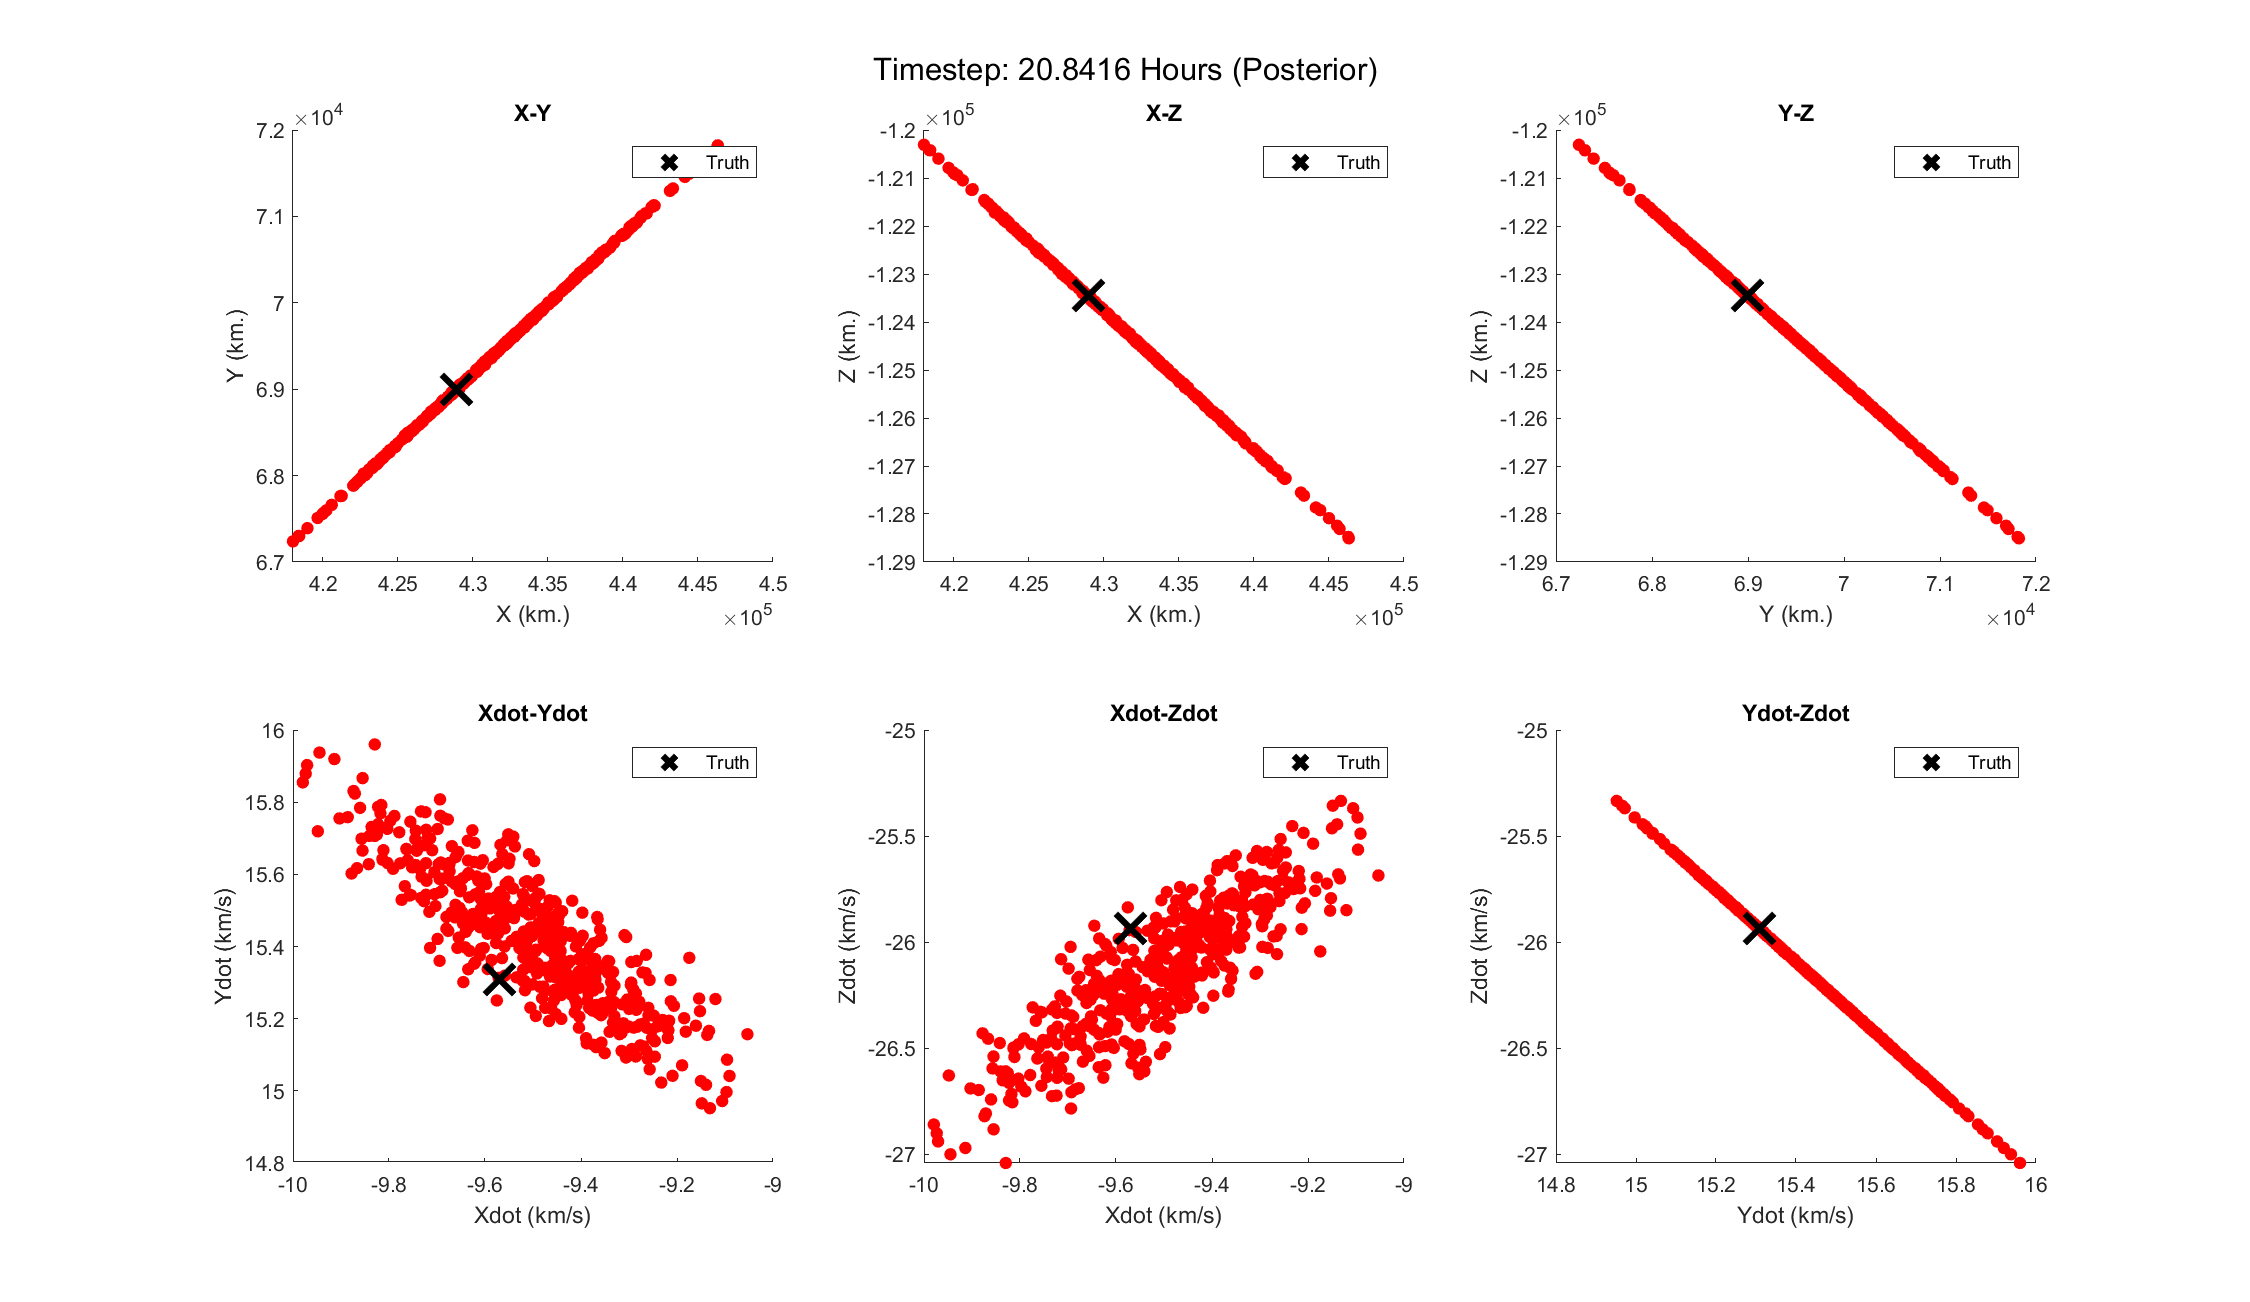 Timestep: 20.8416 Hours (Posterior)
X-Y
×10^4
7.2
7.1
7
6.9
6.8
6.7
Y (km.)
4.2 4.25 4.3 4.35 4.4 4.45 4.5
X (km.)
×10^5
Truth
X-Z
×10^5
-1.2
-1.21
-1.22
-1.23
-1.24
-1.25
-1.26
-1.27
-1.28
-1.29
Z (km.)
4.2 4.25 4.3 4.35 4.4 4.45 4.5
X (km.)
×10^5
Truth
Y-Z
×10^5
-1.2
-1.21
-1.22
-1.23
-1.24
-1.25
-1.26
-1.27
-1.28
-1.29
Z (km.)
6.7 6.8 6.9 7 7.1 7.2
Y (km.)
×10^4
Truth
Xdot-Ydot
16
15.8
15.6
15.4
15.2
15
14.8
Ydot (km/s)
-10 -9.8 -9.6 -9.4 -9.2 -9
Xdot (km/s)
Truth
Xdot-Zdot
-25
-25.5
-26
-26.5
-27
Zdot (km/s)
-10 -9.8 -9.6 -9.4 -9.2 -9
Xdot (km/s)
Truth
Ydot-Zdot
-25
-25.5
-26
-26.5
-27
Zdot (km/s)
14.8 15 15.2 15.4 15.6 15.8 16
Ydot (km/s)
Truth